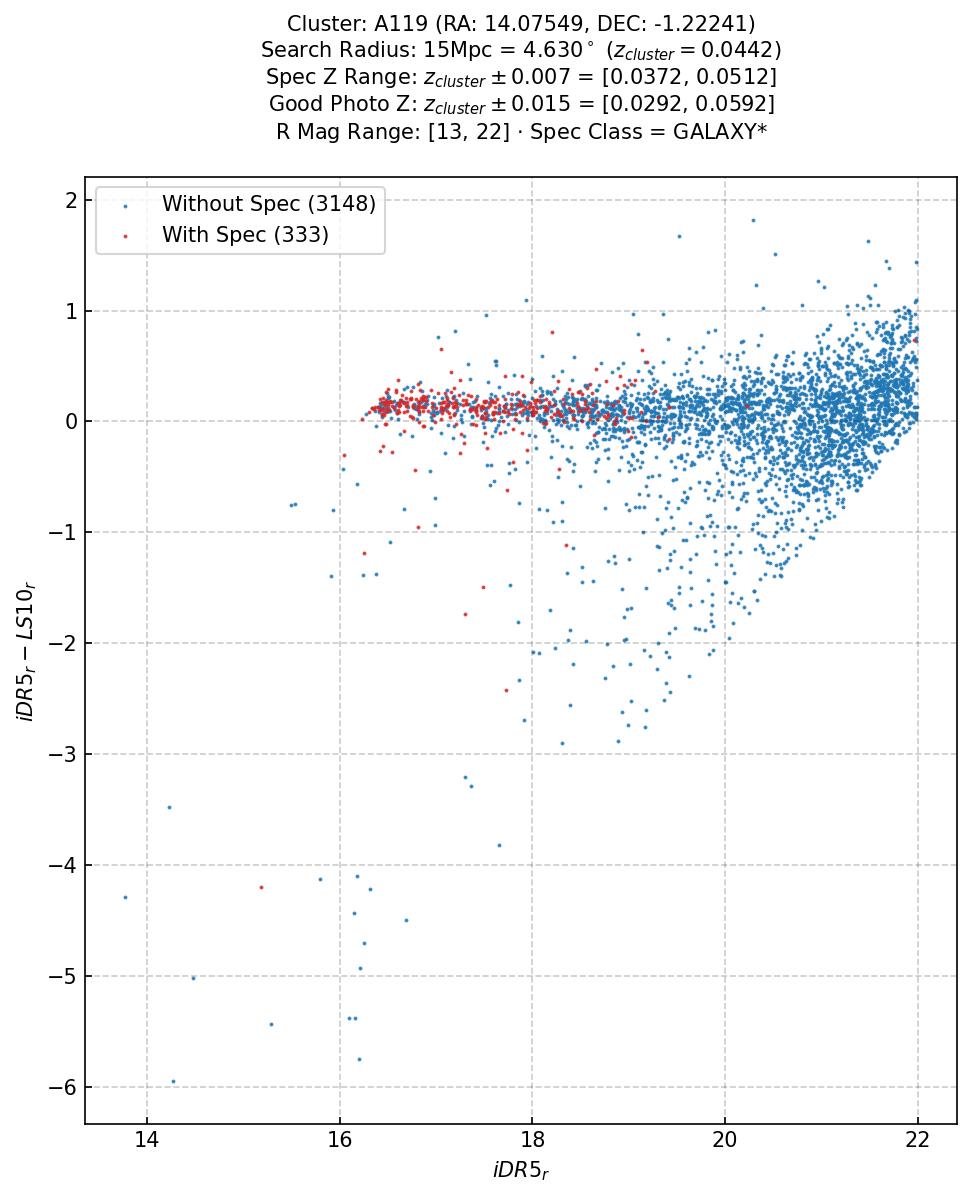 Cluster: A119 (RA: 14.07549, DEC: -1.22241)
Search Radius: 15Mpc = 4.630° (z_cluster = 0.0442)
Spec Z Range: z_cluster ± 0.007 = [0.0372, 0.0512]
Good Photo Z: z_cluster ± 0.015 = [0.0292, 0.0592]
R Mag Range: [13, 22] · Spec Class = GALAXY*
Without Spec (3148)
With Spec (333)
2
1
0
−1
−2
−3
−4
−5
−6
iDR5_r − LS10_r
14 16 18 20 22
iDR5_r